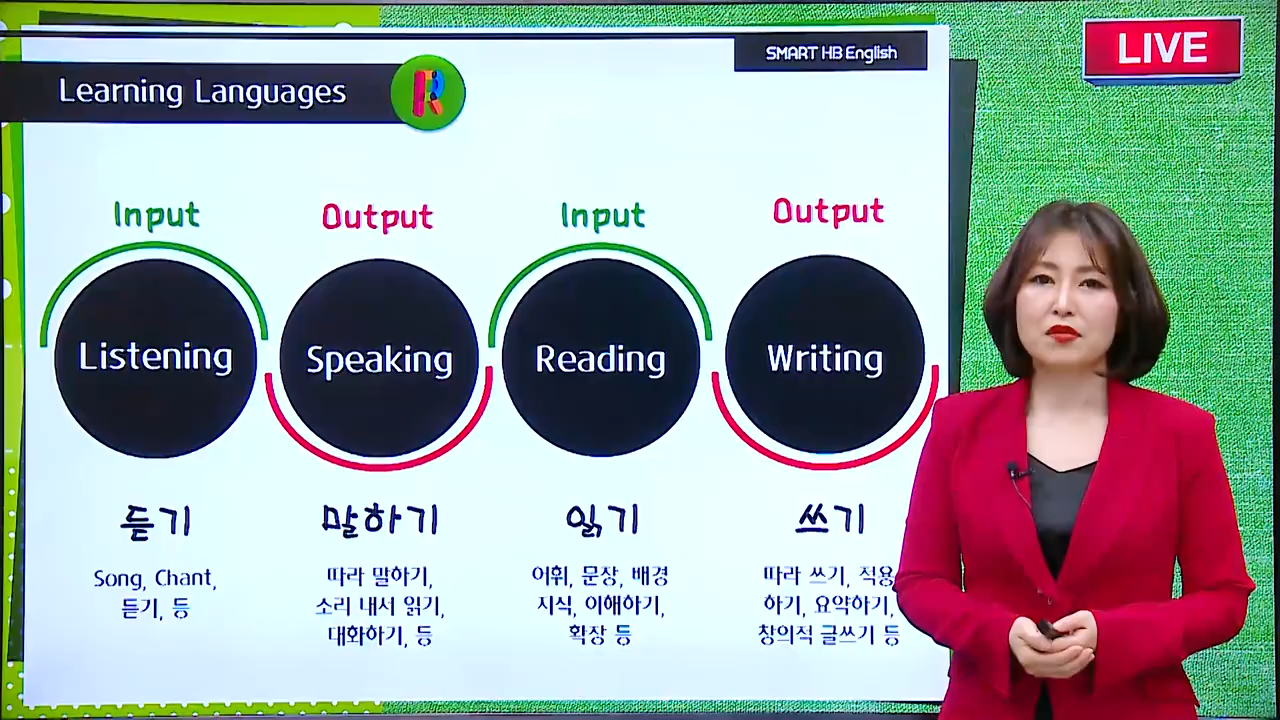 SMART HB English
LIVE
Learning Languages
R
Input
Output
Input
Output
Listening
Speaking
Reading
Writing
듣기
말하기
읽기
쓰기
Song, Chant,
듣기, 등
따라 말하기,
소리 내서 읽기,
대화하기, 등
어휘, 문장, 배경
지식, 이해하기,
확장 등
따라 쓰기, 적용
하기, 요약하기,
창의적 글쓰기 등